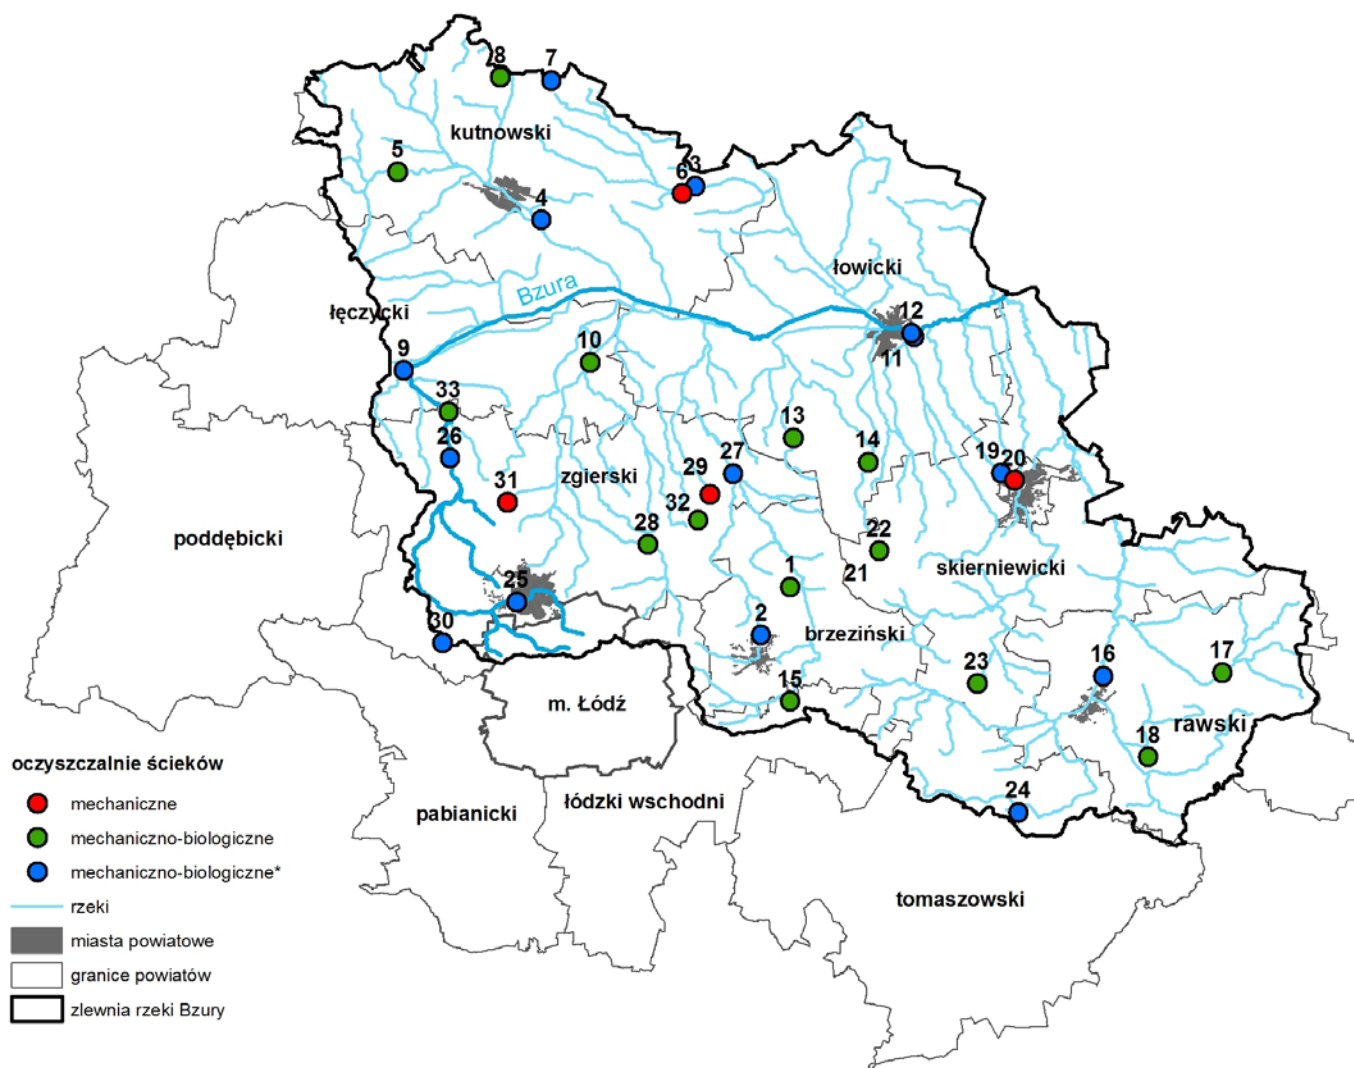 8
7
kutnowski
5
6
3
4
łowicki
Bzura
łęczycki
12
9
10
11
33
13
26
14
27
19
20
31
zgierski
29
32
poddębicki
28
22
21
skierniewicki
25
1
30
2
brzeziński
16
17
23
15
m. Łódź
rawski
18
oczyszczalnie ścieków
mechaniczne
mechaniczno-biologiczne
mechaniczno-biologiczne*
rzeki
miasta powiatowe
granice powiatów
zlewnia rzeki Bzury
pabianicki
łódzki wschodni
24
tomaszowski